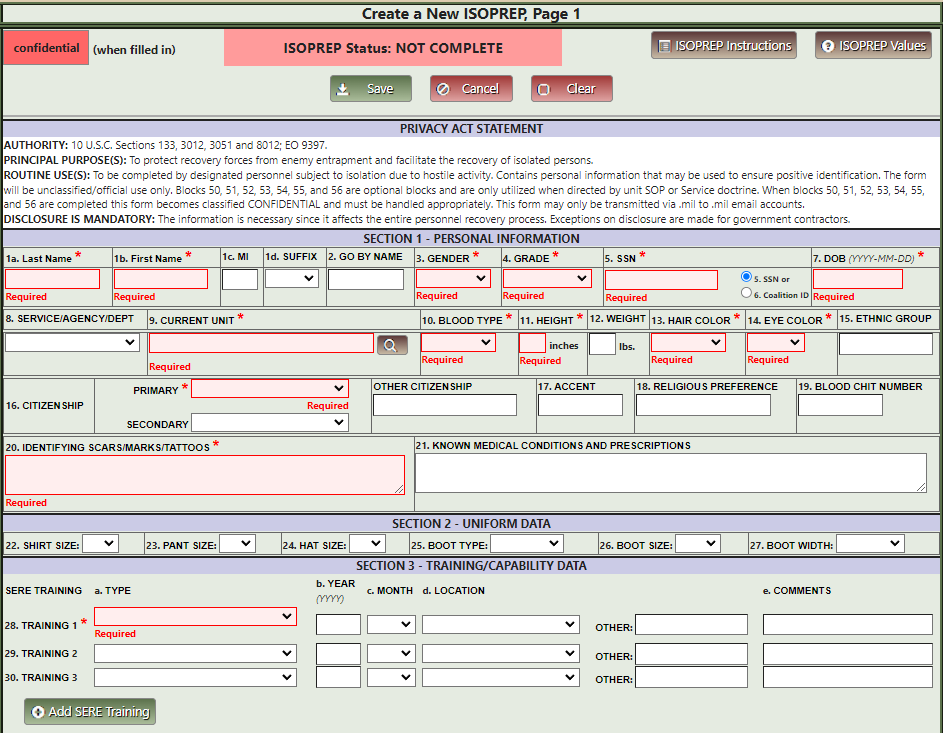 Create a New ISOPREP, Page 1
confidential (when filled in) ISOPREP Status: NOT COMPLETE ISOPREP Instructions ISOPREP Values
Save Cancel Clear
PRIVACY ACT STATEMENT
AUTHORITY: 10 U.S.C. Sections 133, 3012, 3051 and 8012; EO 9397.
PRINCIPAL PURPOSE(S): To protect recovery forces from enemy entrapment and facilitate the recovery of isolated persons.
ROUTINE USE(S): To be completed by designated personnel subject to isolation due to hostile activity. Contains personal information that may be used to ensure positive identification. The form
will be unclassified/official use only. Blocks 50, 51, 52, 53, 54, 55, and 56 are optional blocks and are only utilized when directed by unit SOP or Service doctrine. When blocks 50, 51, 52, 53, 54, 55,
and 56 are completed this form becomes classified CONFIDENTIAL and must be handled appropriately. This form may only be transmitted via .mil to .mil email accounts.
DISCLOSURE IS MANDATORY: The information is necessary since it affects the entire personnel recovery process. Exceptions on disclosure are made for government contractors.
SECTION 1 - PERSONAL INFORMATION
1a. Last Name * 1b. First Name * 1c. MI 1d. SUFFIX 2. GO BY NAME 3. GENDER * 4. GRADE * 5. SSN * 7. DOB (YYYY-MM-DD) *
5. SSN or
6. Coalition ID
Required Required Required Required Required Required
8. SERVICE/AGENCY/DEPT 9. CURRENT UNIT * 10. BLOOD TYPE * 11. HEIGHT * 12. WEIGHT 13. HAIR COLOR * 14. EYE COLOR * 15. ETHNIC GROUP
inches lbs.
Required Required Required Required Required
16. CITIZENSHIP PRIMARY * OTHER CITIZENSHIP 17. ACCENT 18. RELIGIOUS PREFERENCE 19. BLOOD CHIT NUMBER
Required
SECONDARY
20. IDENTIFYING SCARS/MARKS/TATTOOS * 21. KNOWN MEDICAL CONDITIONS AND PRESCRIPTIONS
Required
SECTION 2 - UNIFORM DATA
22. SHIRT SIZE: 23. PANT SIZE: 24. HAT SIZE: 25. BOOT TYPE: 26. BOOT SIZE: 27. BOOT WIDTH:
SECTION 3 - TRAINING/CAPABILITY DATA
SERE TRAINING a. TYPE b. YEAR (YYYY) c. MONTH d. LOCATION e. COMMENTS
28. TRAINING 1 * OTHER:
Required
29. TRAINING 2 OTHER:
30. TRAINING 3 OTHER:
Add SERE Training